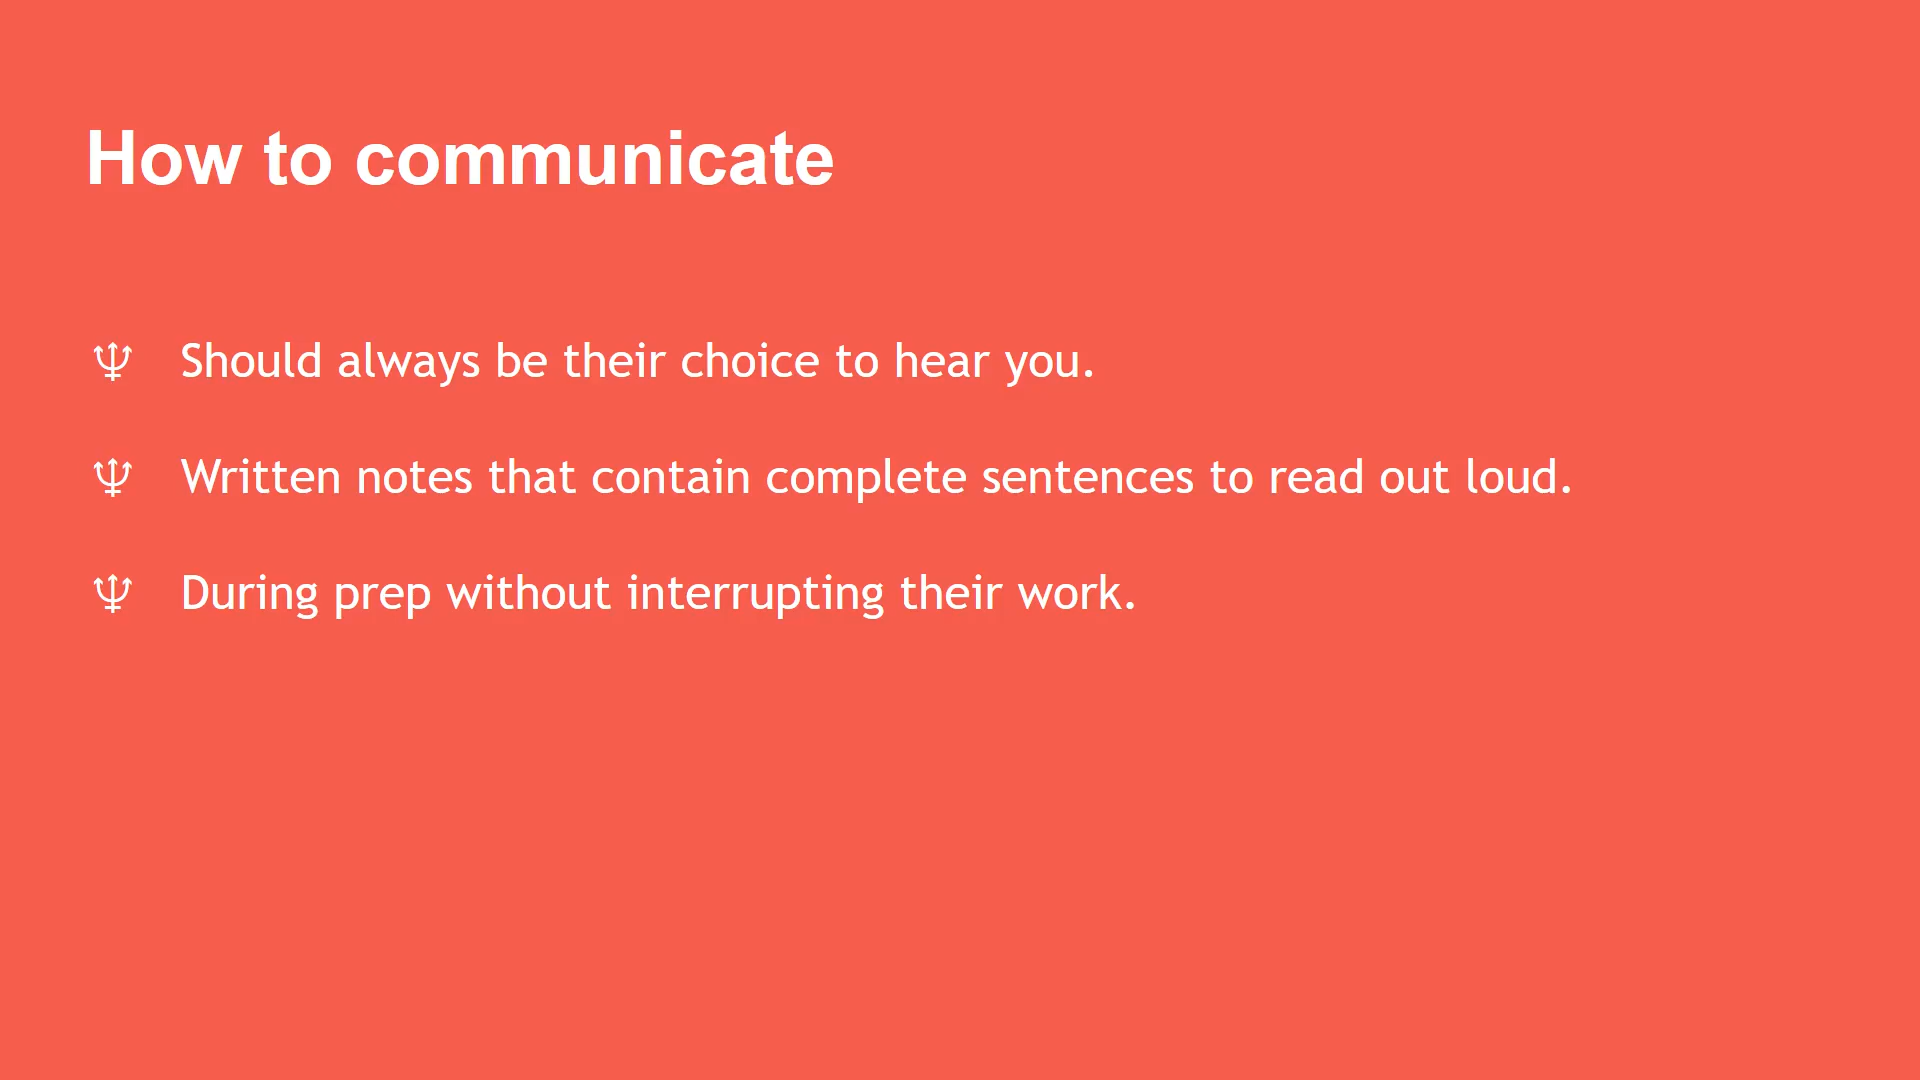 How to communicate
♆ Should always be their choice to hear you.
♆ Written notes that contain complete sentences to read out loud.
♆ During prep without interrupting their work.